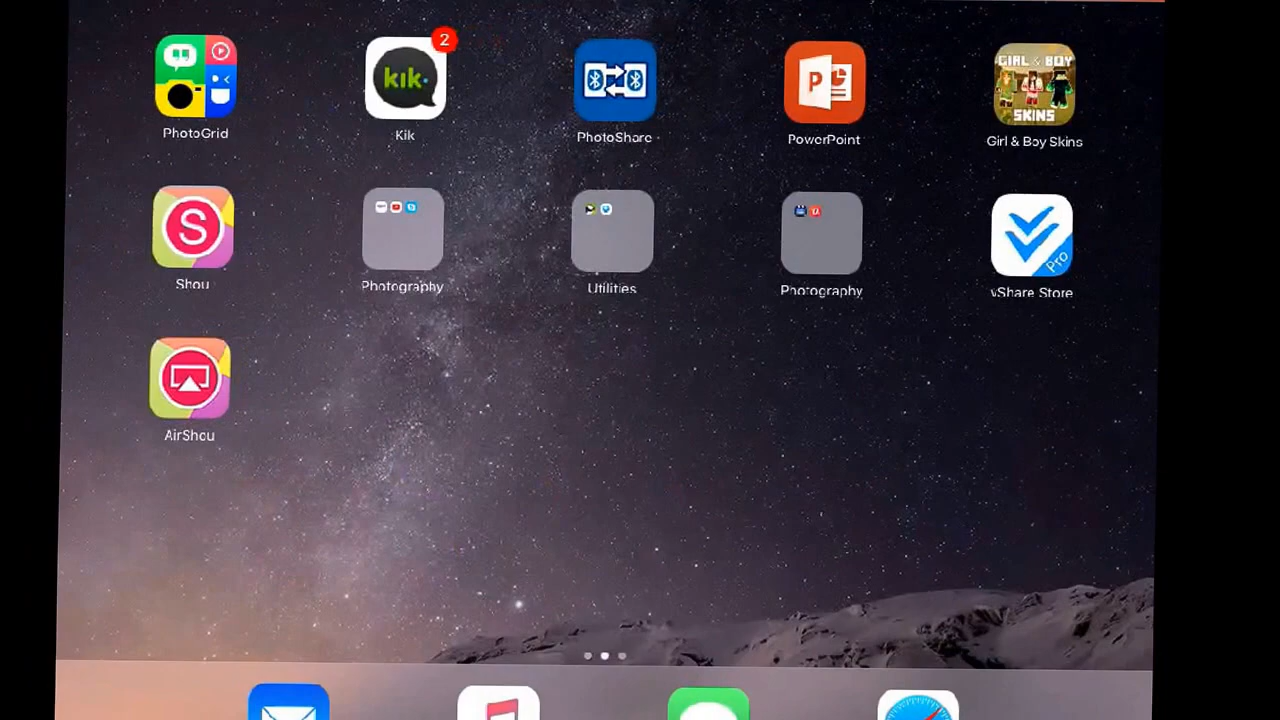 2
kik.
P
GIRL & BOY
SKINS
PhotoGrid
Kik
PhotoShare
PowerPoint
Girl & Boy Skins
S
Pro
Shou
Photography
Utilities
Photography
vShare Store
AirShou